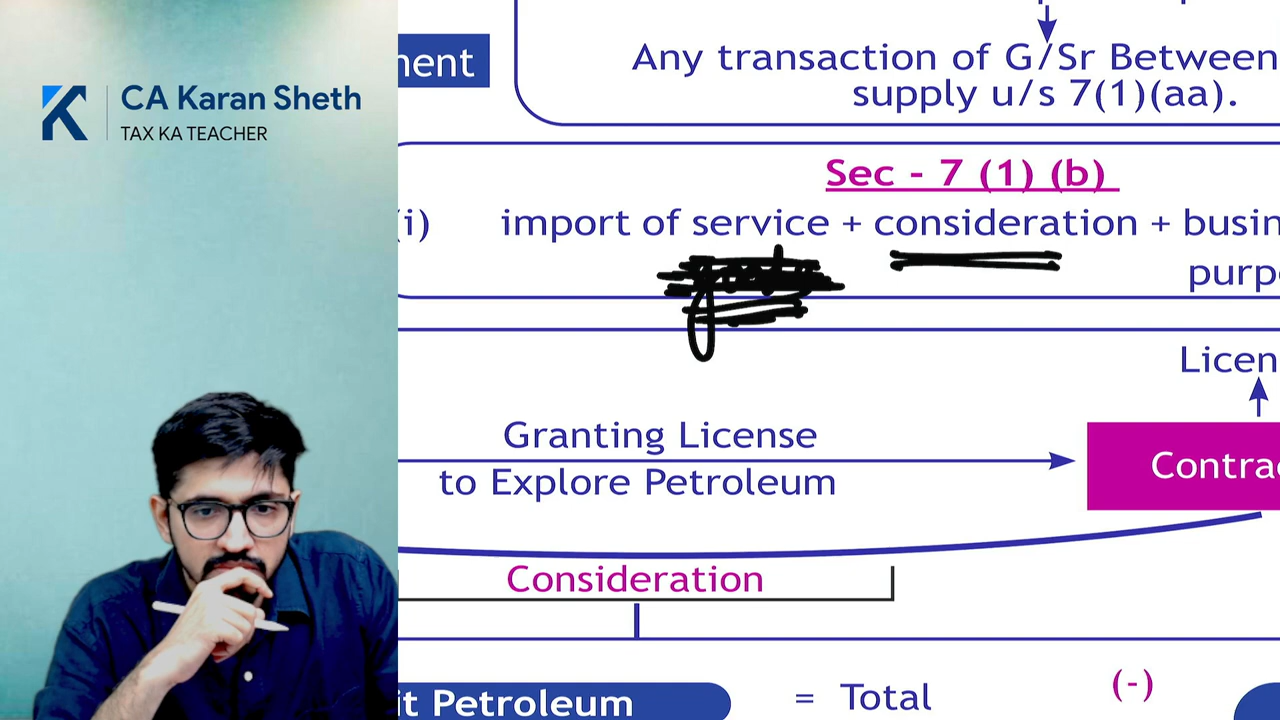 CA Karan Sheth
TAX KA TEACHER
nent
Any transaction of G/Sr Between
supply u/s 7(1)(aa).
Sec - 7 (1) (b)
(i) import of service + consideration + busin
purp
Licen
Granting License
to Explore Petroleum
Contra
Consideration
it Petroleum
= Total
(-)